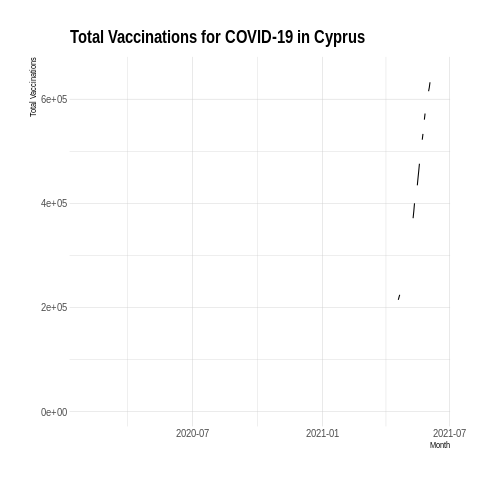 Total Vaccinations for COVID-19 in Cyprus
Total Vaccinations
6e+05
4e+05
2e+05
0e+00
2020-07
2021-01
2021-07
Month